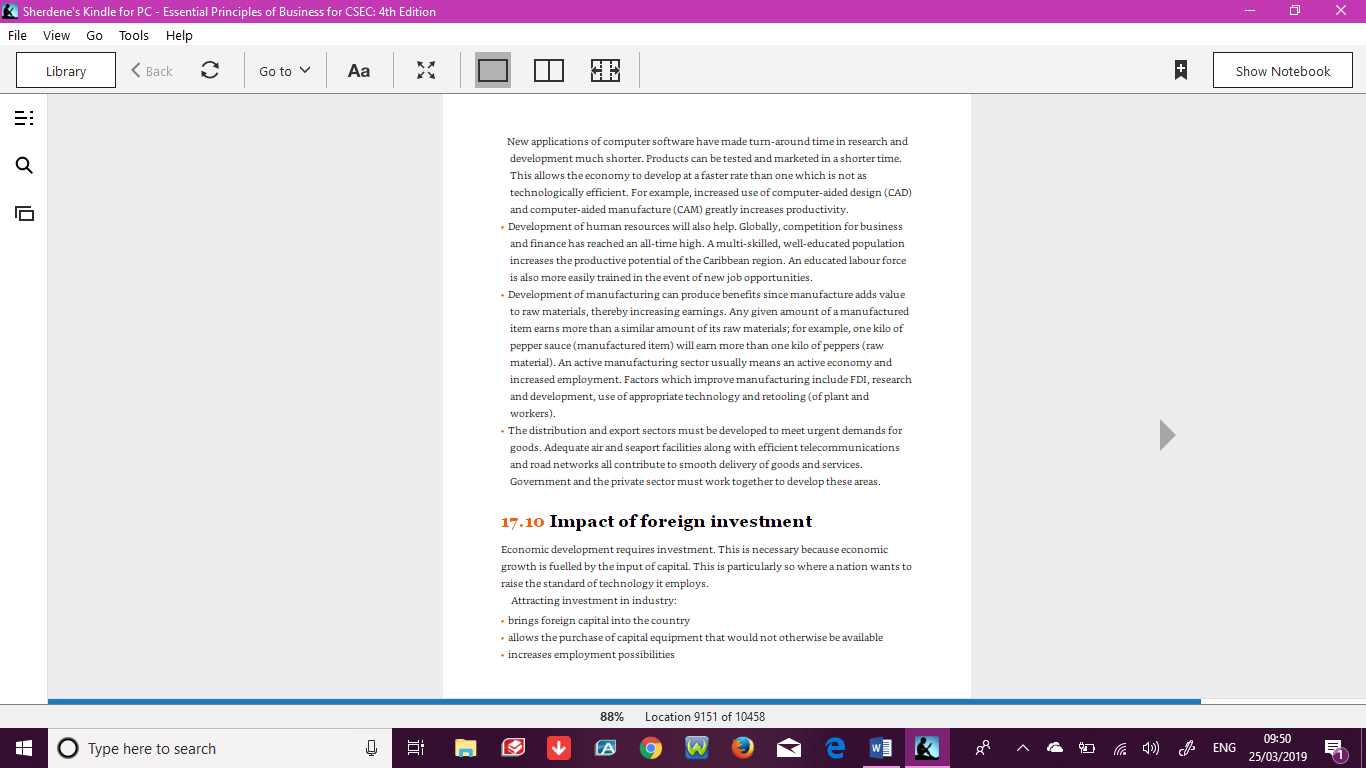 Sherdene's Kindle for PC - Essential Principles of Business for CSEC: 4th Edition
File View Go Tools Help
Library Back Go to Aa Show Notebook
New applications of computer software have made turn-around time in research and
development much shorter. Products can be tested and marketed in a shorter time.
This allows the economy to develop at a faster rate than one which is not as
technologically efficient. For example, increased use of computer-aided design (CAD)
and computer-aided manufacture (CAM) greatly increases productivity.
• Development of human resources will also help. Globally, competition for business
and finance has reached an all-time high. A multi-skilled, well-educated population
increases the productive potential of the Caribbean region. An educated labour force
is also more easily trained in the event of new job opportunities.
• Development of manufacturing can produce benefits since manufacture adds value
to raw materials, thereby increasing earnings. Any given amount of a manufactured
item earns more than a similar amount of its raw materials; for example, one kilo of
pepper sauce (manufactured item) will earn more than one kilo of peppers (raw
material). An active manufacturing sector usually means an active economy and
increased employment. Factors which improve manufacturing include FDI, research
and development, use of appropriate technology and retooling (of plant and
workers).
• The distribution and export sectors must be developed to meet urgent demands for
goods. Adequate air and seaport facilities along with efficient telecommunications
and road networks all contribute to smooth delivery of goods and services.
Government and the private sector must work together to develop these areas.
17.10 Impact of foreign investment
Economic development requires investment. This is necessary because economic
growth is fuelled by the input of capital. This is particularly so where a nation wants to
raise the standard of technology it employs.
Attracting investment in industry:
• brings foreign capital into the country
• allows the purchase of capital equipment that would not otherwise be available
• increases employment possibilities
88% Location 9151 of 10458
Type here to search ENG 09:50
25/03/2019 1